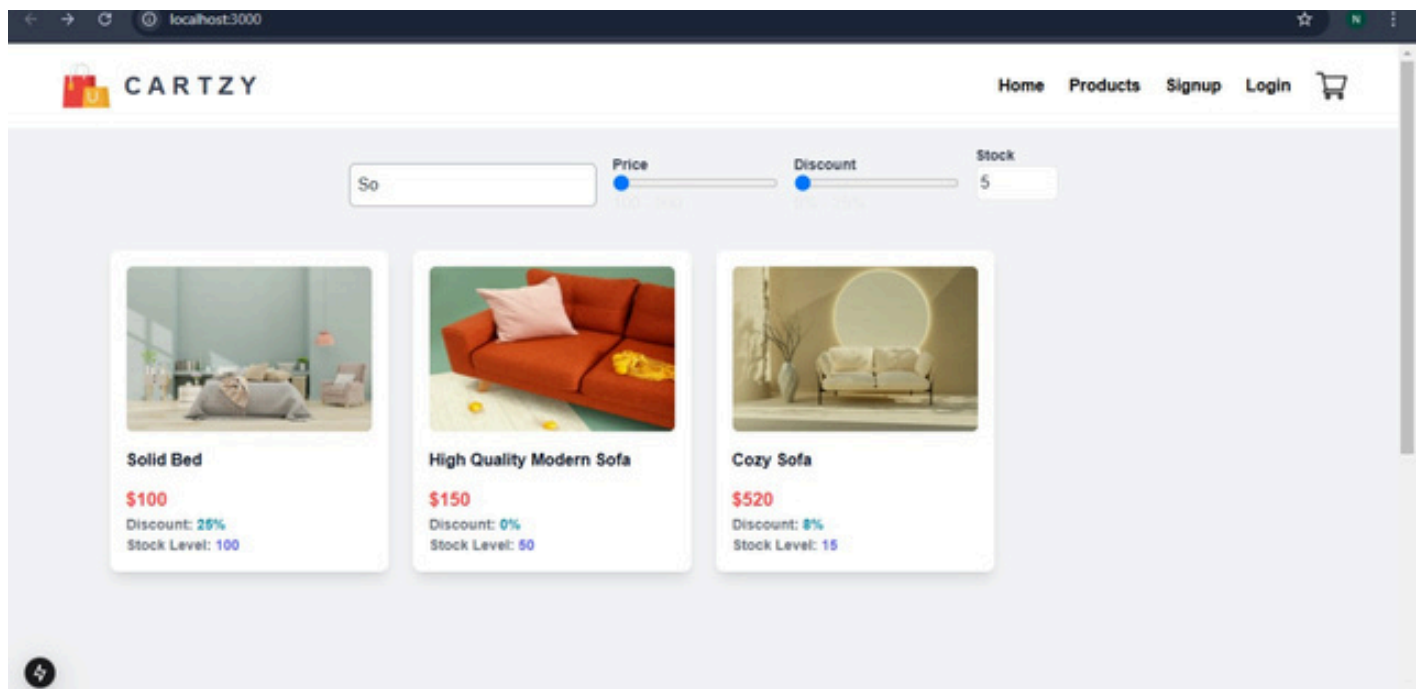 localhost:3000
N
CARTZY
Home Products Signup Login
So
Price
Discount
Stock
5
Solid Bed
$100
Discount: 25%
Stock Level: 100
High Quality Modern Sofa
$150
Discount: 0%
Stock Level: 50
Cozy Sofa
$520
Discount: 8%
Stock Level: 15